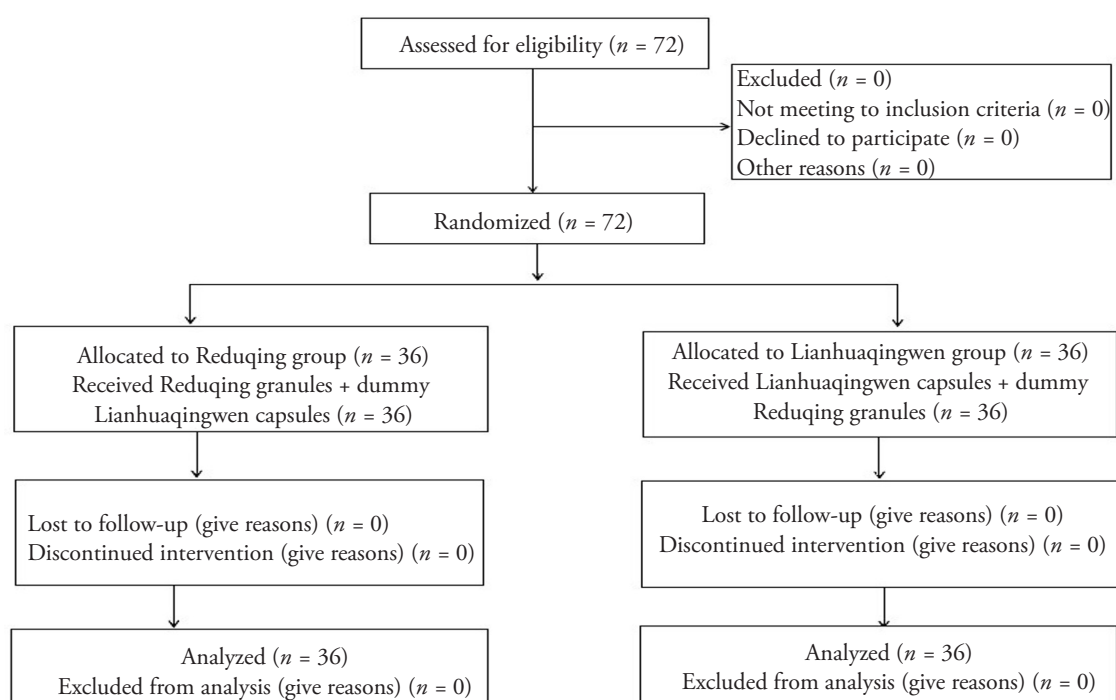 Assessed for eligibility (n = 72)
Excluded (n = 0)
Not meeting to inclusion criteria (n = 0)
Declined to participate (n = 0)
Other reasons (n = 0)
Randomized (n = 72)
Allocated to Reduqing group (n = 36)
Received Reduqing granules + dummy
Lianhuaqingwen capsules (n = 36)
Allocated to Lianhuaqingwen group (n = 36)
Received Lianhuaqingwen capsules + dummy
Reduqing granules (n = 36)
Lost to follow-up (give reasons) (n = 0)
Discontinued intervention (give reasons) (n = 0)
Lost to follow-up (give reasons) (n = 0)
Discontinued intervention (give reasons) (n = 0)
Analyzed (n = 36)
Excluded from analysis (give reasons) (n = 0)
Analyzed (n = 36)
Excluded from analysis (give reasons) (n = 0)